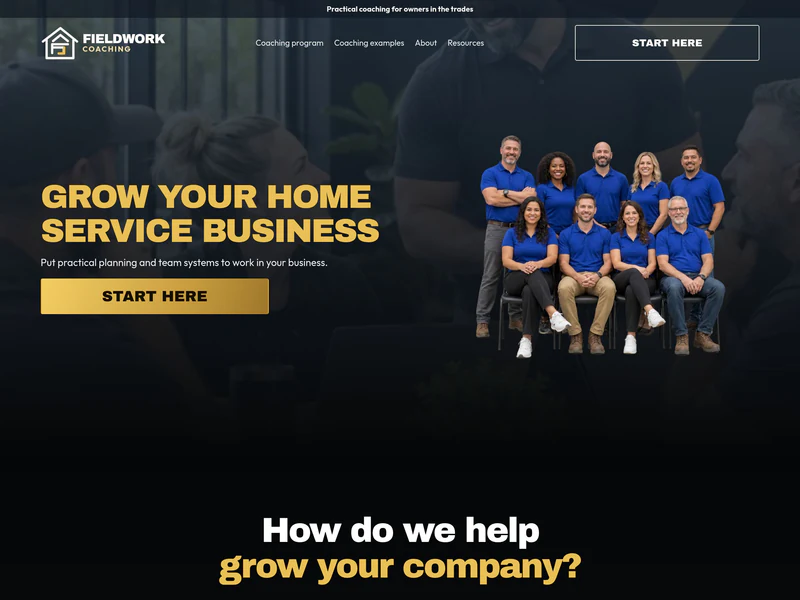 Practical coaching for owners in the trades
FIELDWORK
COACHING
Coaching program
Coaching examples
About
Resources
START HERE
GROW YOUR HOME
SERVICE BUSINESS
Put practical planning and team systems to work in your business.
START HERE
How do we help
grow your company?